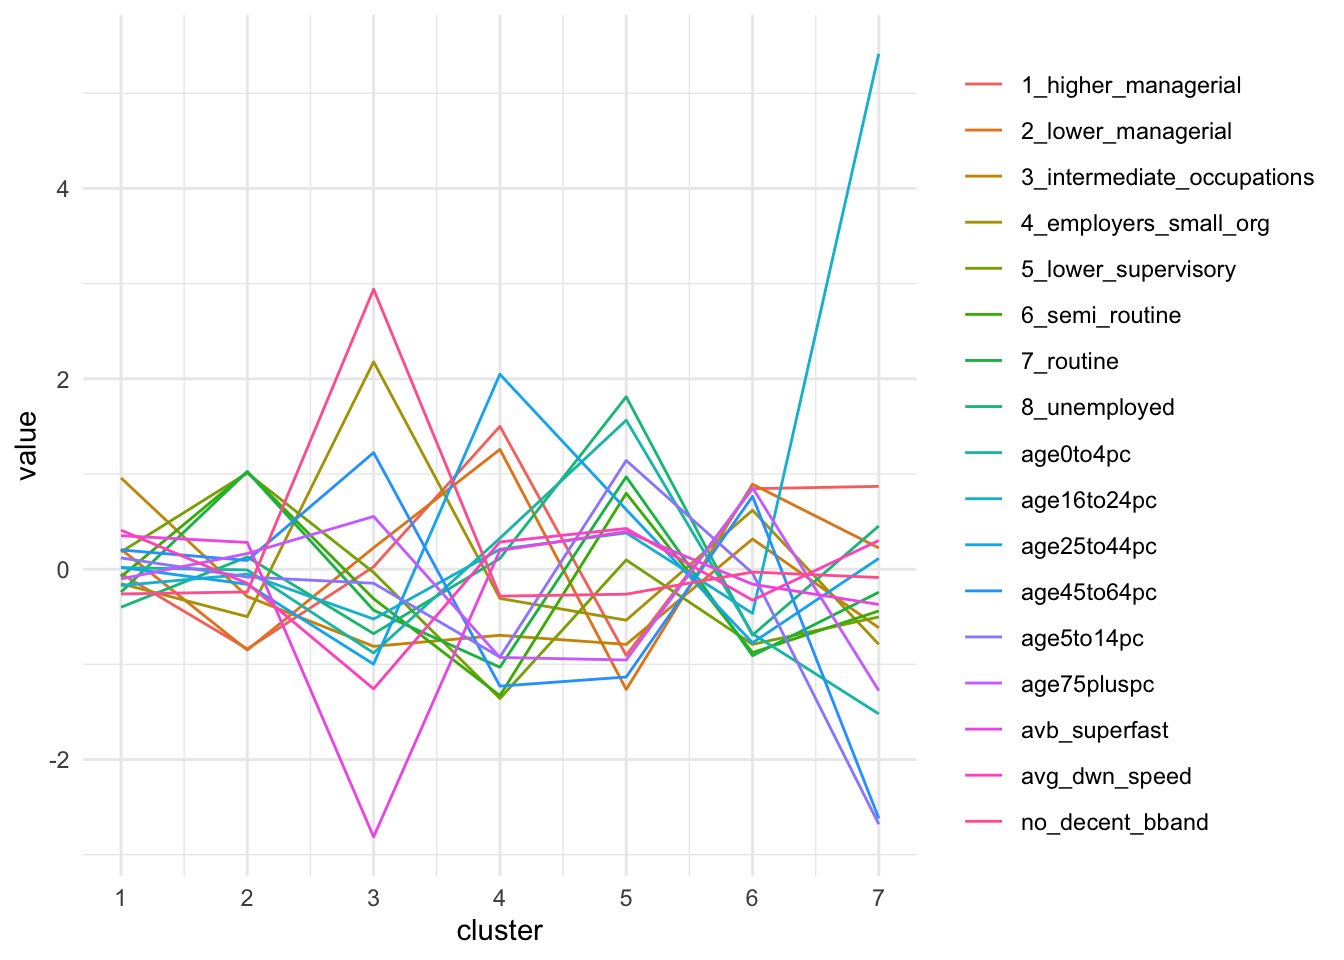 4
2
0
-2
value
1 2 3 4 5 6 7
cluster
1_higher_managerial
2_lower_managerial
3_intermediate_occupations
4_employers_small_org
5_lower_supervisory
6_semi_routine
7_routine
8_unemployed
age0to4pc
age16to24pc
age25to44pc
age45to64pc
age5to14pc
age75pluspc
avb_superfast
avg_dwn_speed
no_decent_bband